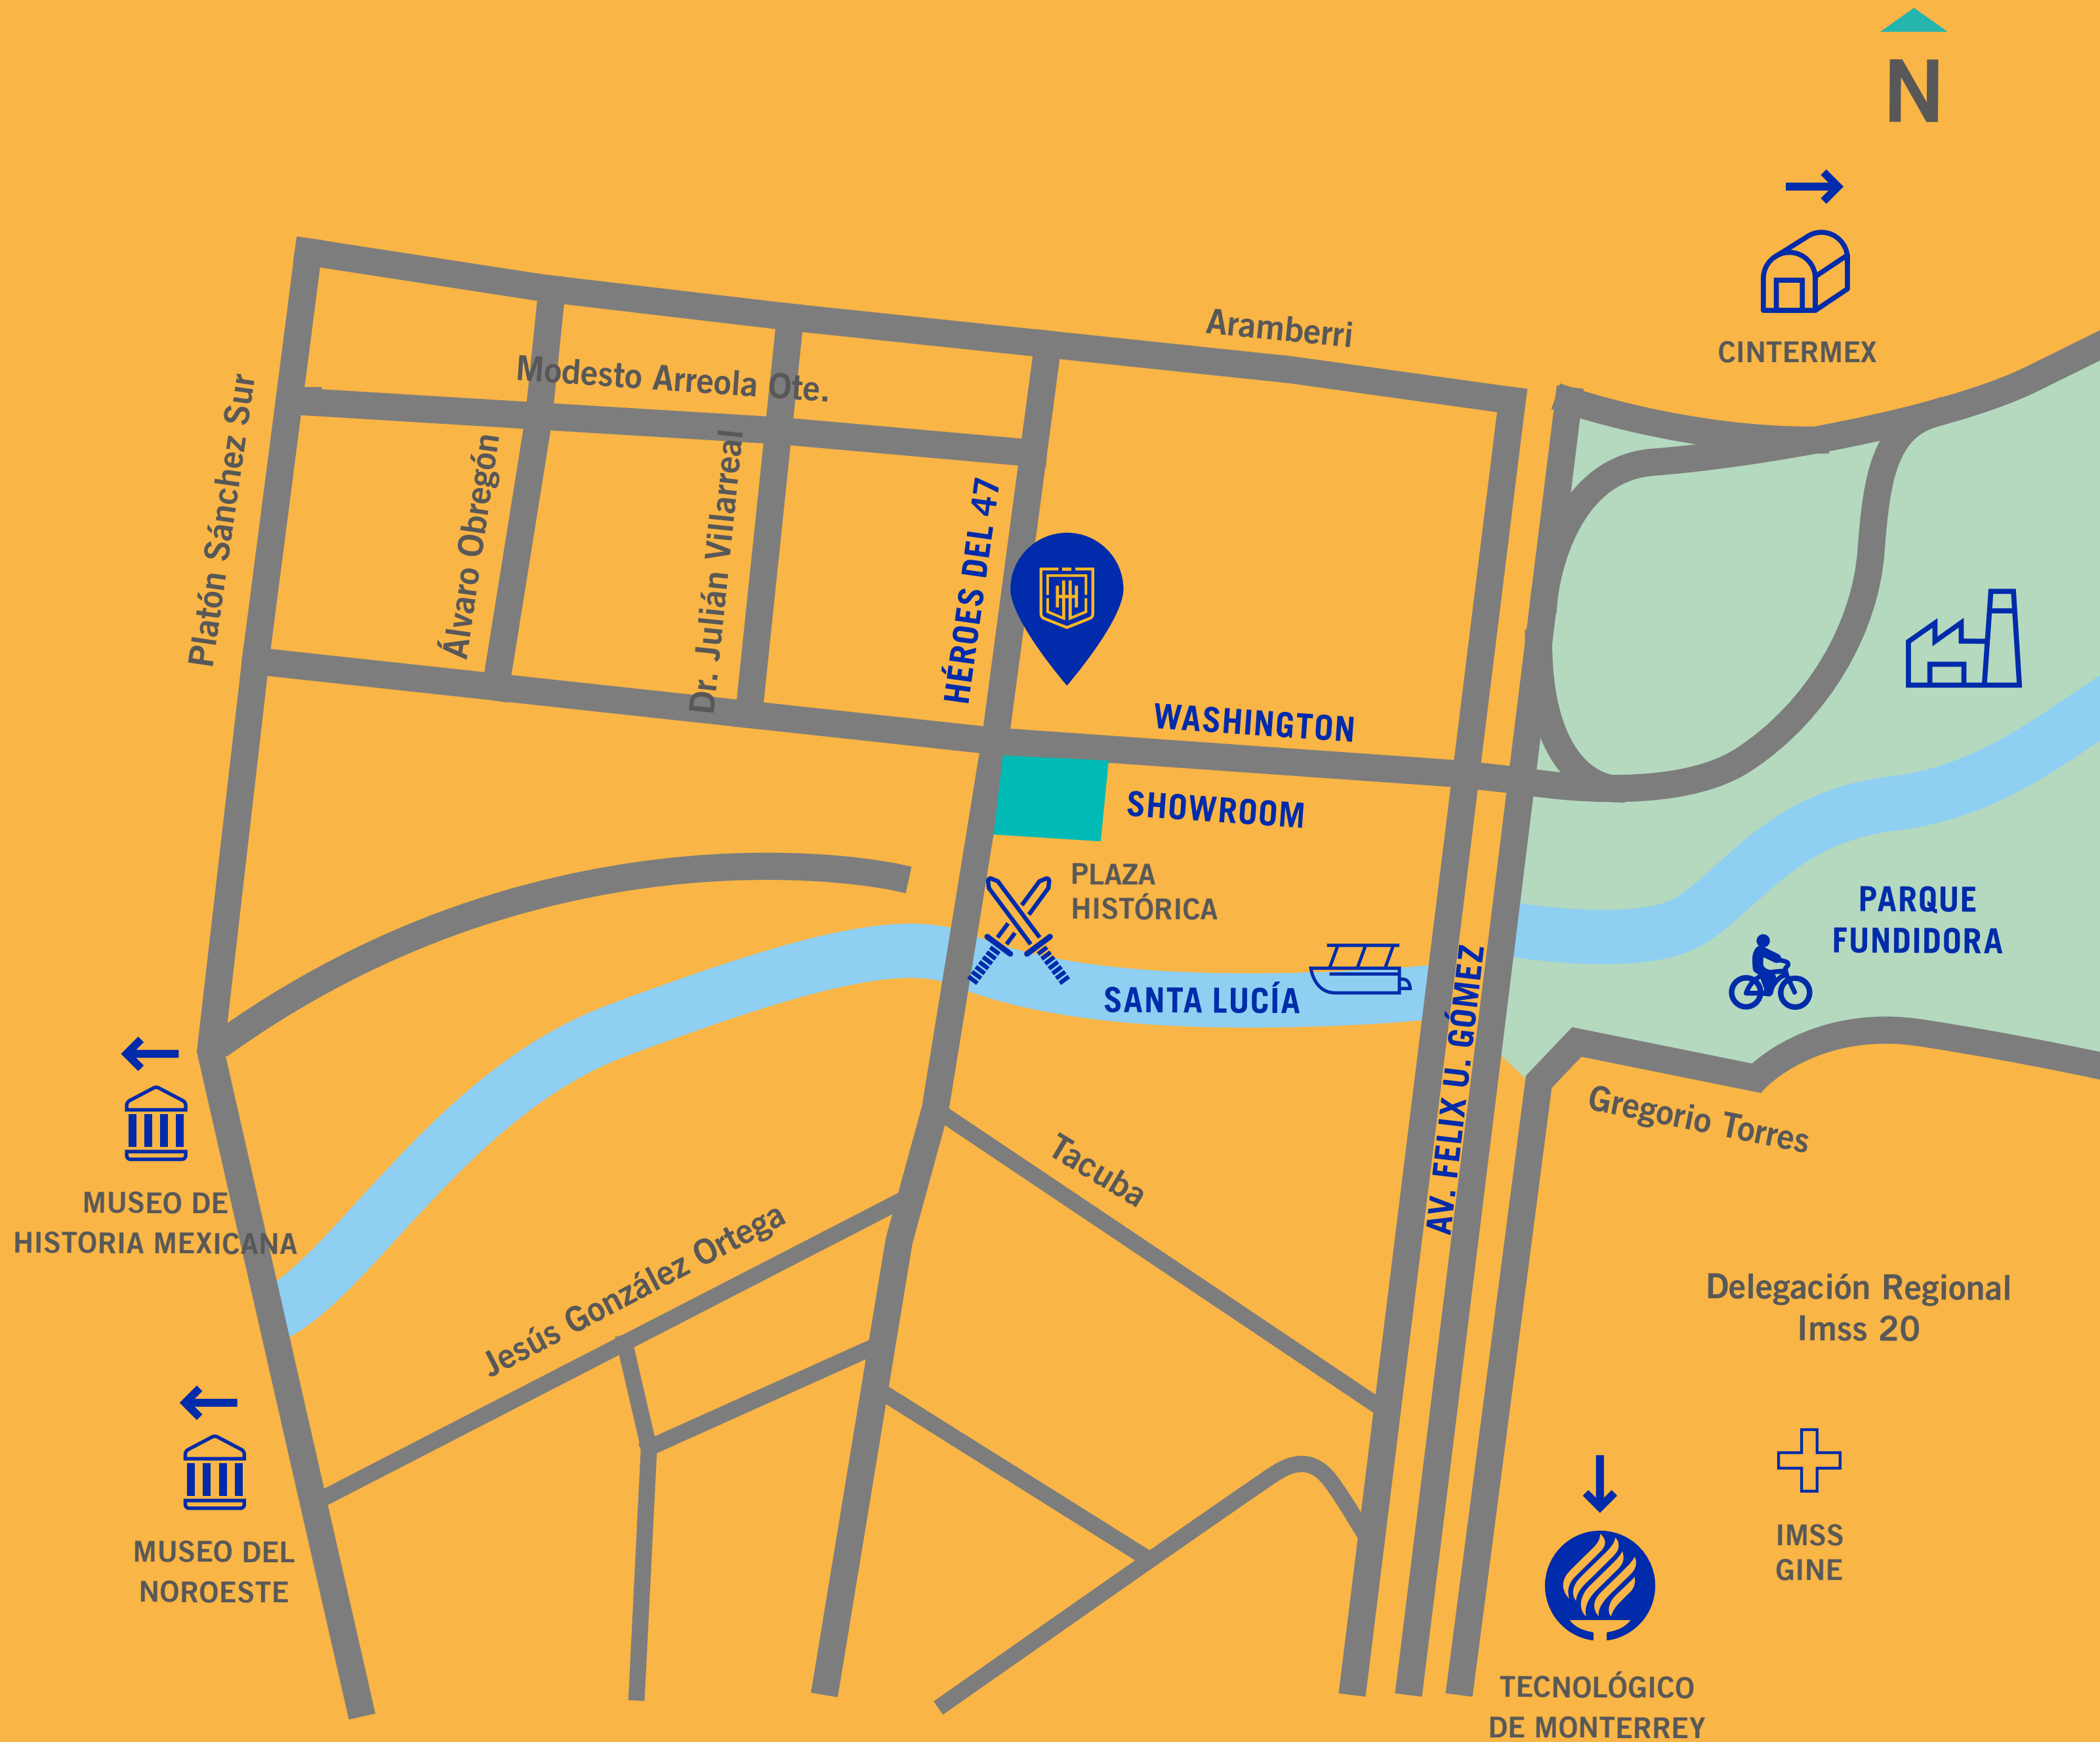 N
CINTERMEX
Aramberri
Modesto Arreola Ote.
Platón Sánchez Sur
Álvaro Obregón
Dr. Julián Villarreal
HÉROES DEL 47
WASHINGTON
SHOWROOM
PLAZA
HISTÓRICA
SANTA LUCÍA
AV. FELIX U. GÓMEZ
PARQUE
FUNDIDORA
Gregorio Torres
Tacuba
MUSEO DE
HISTORIA MEXICANA
Jesús González Ortega
Delegación Regional
Imss 20
MUSEO DEL
NOROESTE
IMSS
GINE
TECNOLÓGICO
DE MONTERREY